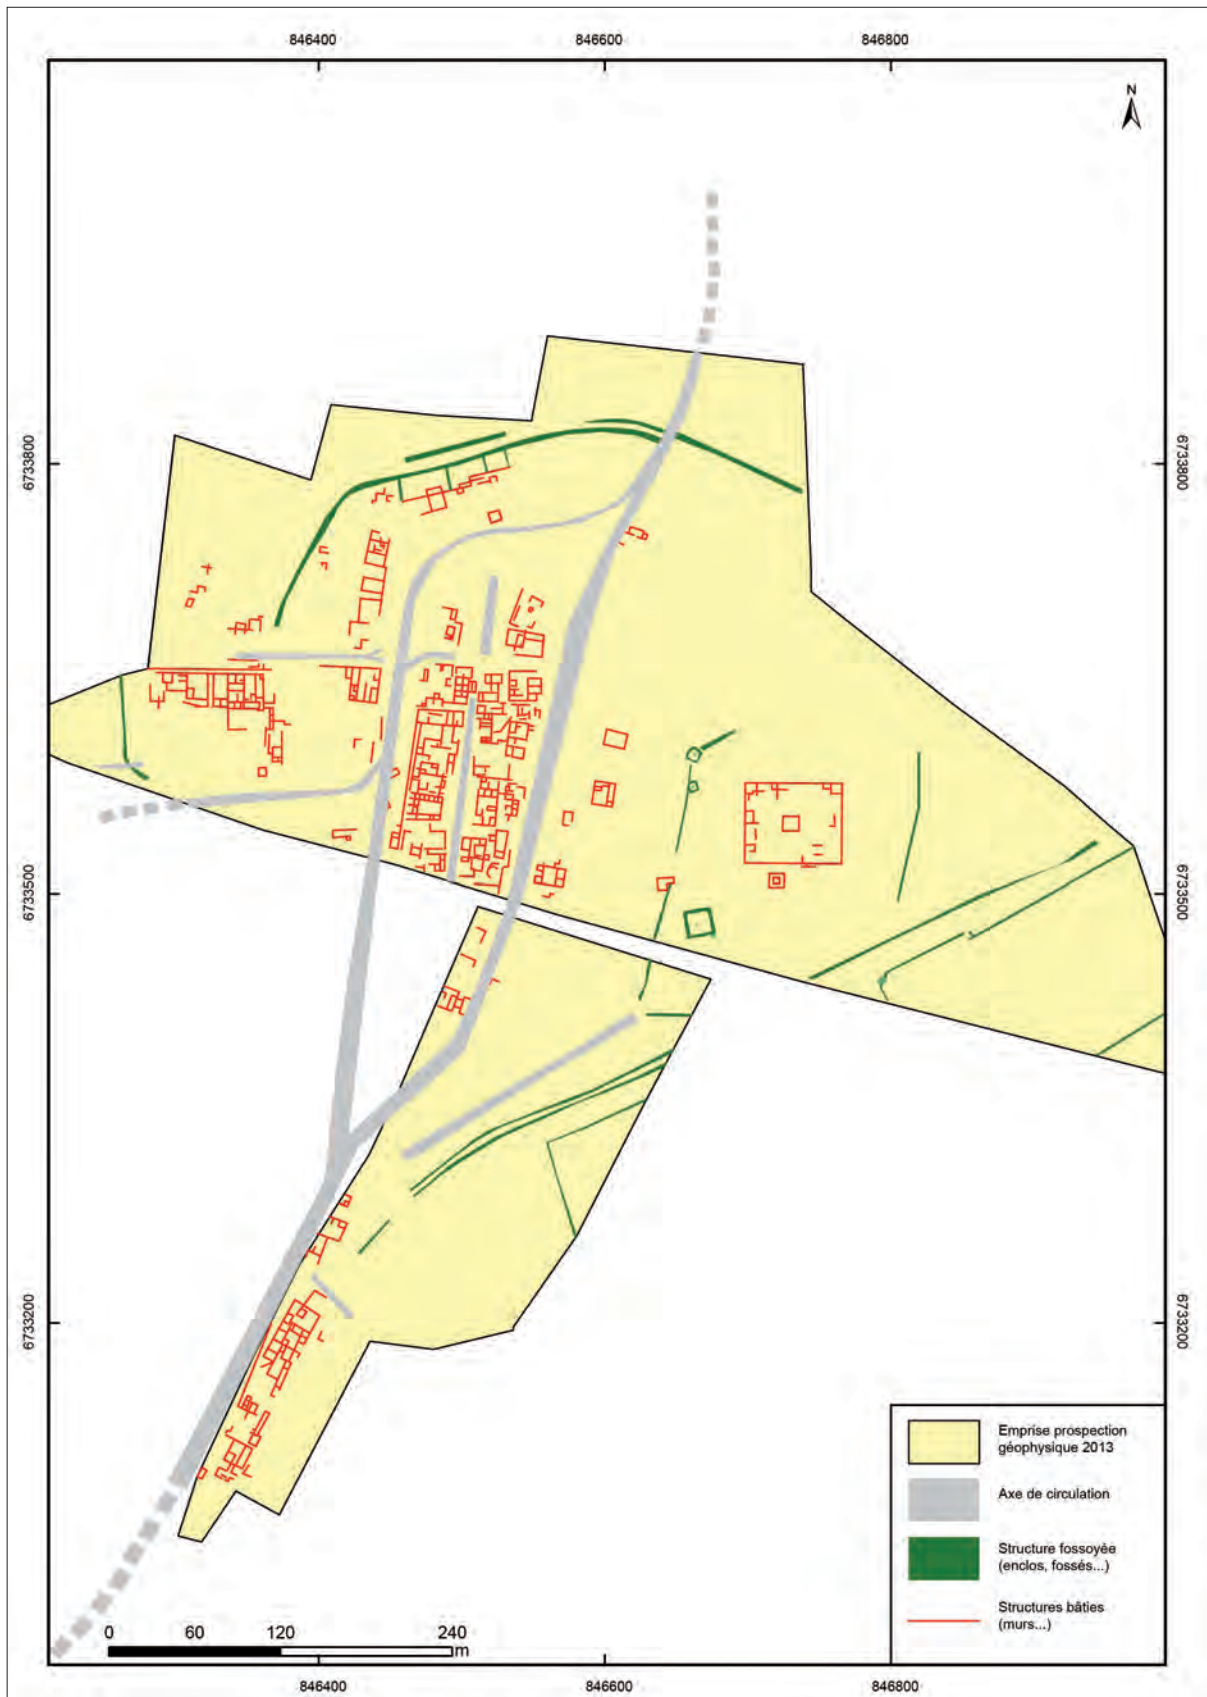 846400 846600 846800
N
6733800 6733800
6733500 6733500
6733200 6733200
Emprise prospection
géophysique 2013
Axe de circulation
Structure fossoyée
(enclos, fossés...)
Structures bâties
(murs...)
0 60 120 240
m
846400 846600 846800